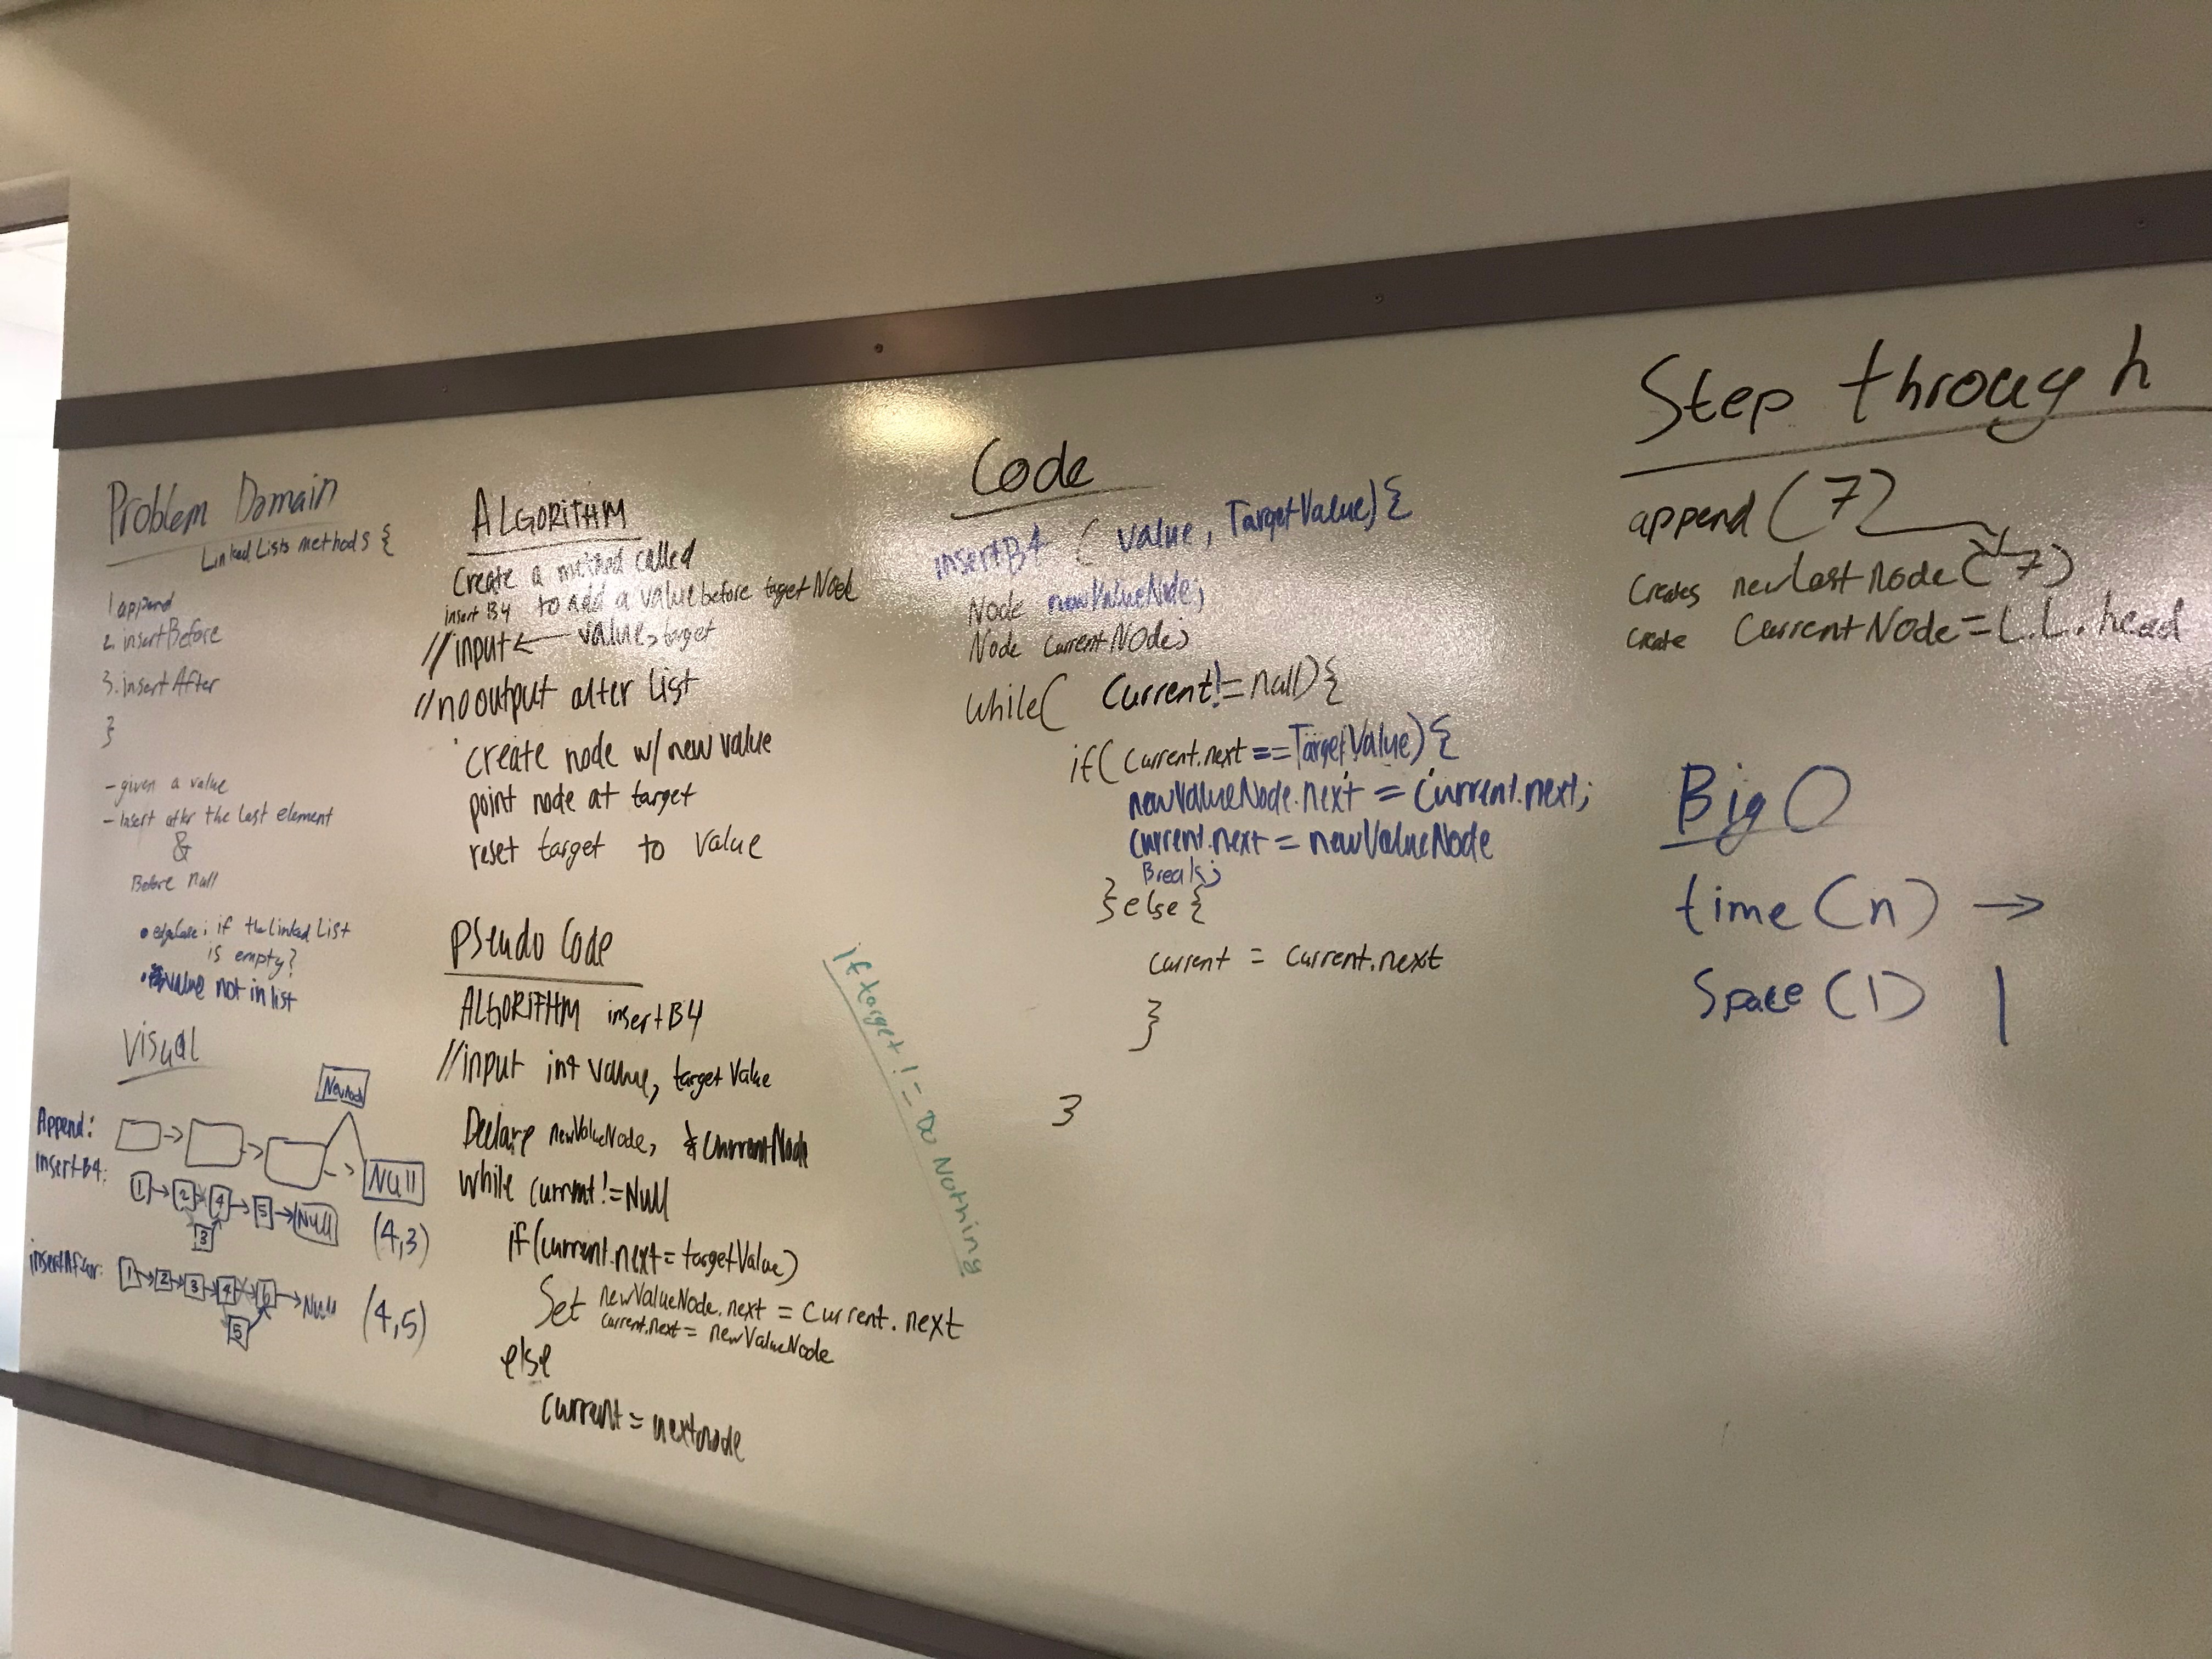 Problem Domain
Linked Lists methods {
1 append
2. insertBefore
3. insertAfter
}
- given a value
- Insert after the last element
&
Before null
• edgeCase: if the Linked List
is empty?
• value not in list
Visual
NewNode
Append:
Null
insertB4:
1 → 2 4 → 5 → Null
3
(4,3)
insertAfter:
1 → 2 → 3 → 4 → 6 → Null
5
(4,5)
ALGORITHM
Create a method called
insert B4 to add a value before target Node
//input ← value, target
//no output alter List
create node w/ new value
point node at target
reset target to value
Pseudo Code
ALGORITHM insertB4
//input int value, target Value
Declare newValueNode, & CurrentNode
while current != Null
if(current.next = targetValue)
Set newValueNode.next = current.next
current.next = newValueNode
else
current = nextnode
if target != Do Nothing
Code
insertB4 ( value, TargetValue) {
Node newValueNode;
Node currentNode;
while( Current != null) {
if( Current.next == TargetValue) {
newValueNode.next = Current.next;
current.next = newValueNode
Break;
} else {
current = current.next
}
}
Step through
append (7)
Creates newLastNode (7)
Create CurrentNode = L.L. head
Big O
time (n) →
Space (1) |